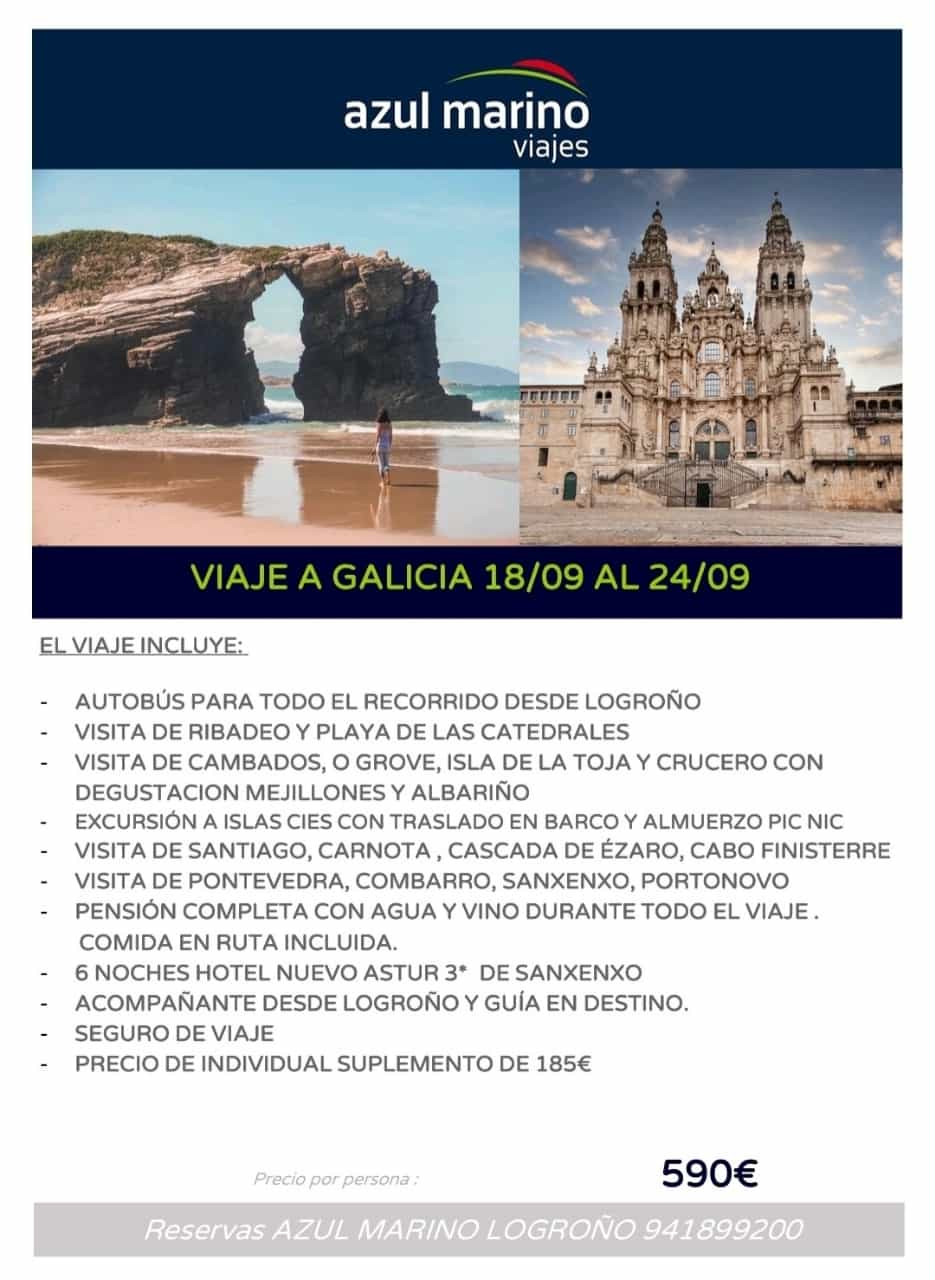 azul marino
viajes
VIAJE A GALICIA 18/09 AL 24/09
EL VIAJE INCLUYE:
- AUTOBÚS PARA TODO EL RECORRIDO DESDE LOGROÑO
- VISITA DE RIBADEO Y PLAYA DE LAS CATEDRALES
- VISITA DE CAMBADOS, O GROVE, ISLA DE LA TOJA Y CRUCERO CON
DEGUSTACION MEJILLONES Y ALBARIÑO
- EXCURSIÓN A ISLAS CIES CON TRASLADO EN BARCO Y ALMUERZO PIC NIC
- VISITA DE SANTIAGO, CARNOTA , CASCADA DE ÉZARO, CABO FINISTERRE
- VISITA DE PONTEVEDRA, COMBARRO, SANXENXO, PORTONOVO
- PENSIÓN COMPLETA CON AGUA Y VINO DURANTE TODO EL VIAJE .
COMIDA EN RUTA INCLUIDA.
- 6 NOCHES HOTEL NUEVO ASTUR 3* DE SANXENXO
- ACOMPAÑANTE DESDE LOGROÑO Y GUÍA EN DESTINO.
- SEGURO DE VIAJE
- PRECIO DE INDIVIDUAL SUPLEMENTO DE 185€
Precio por persona : 590€
Reservas AZUL MARINO LOGROÑO 941899200